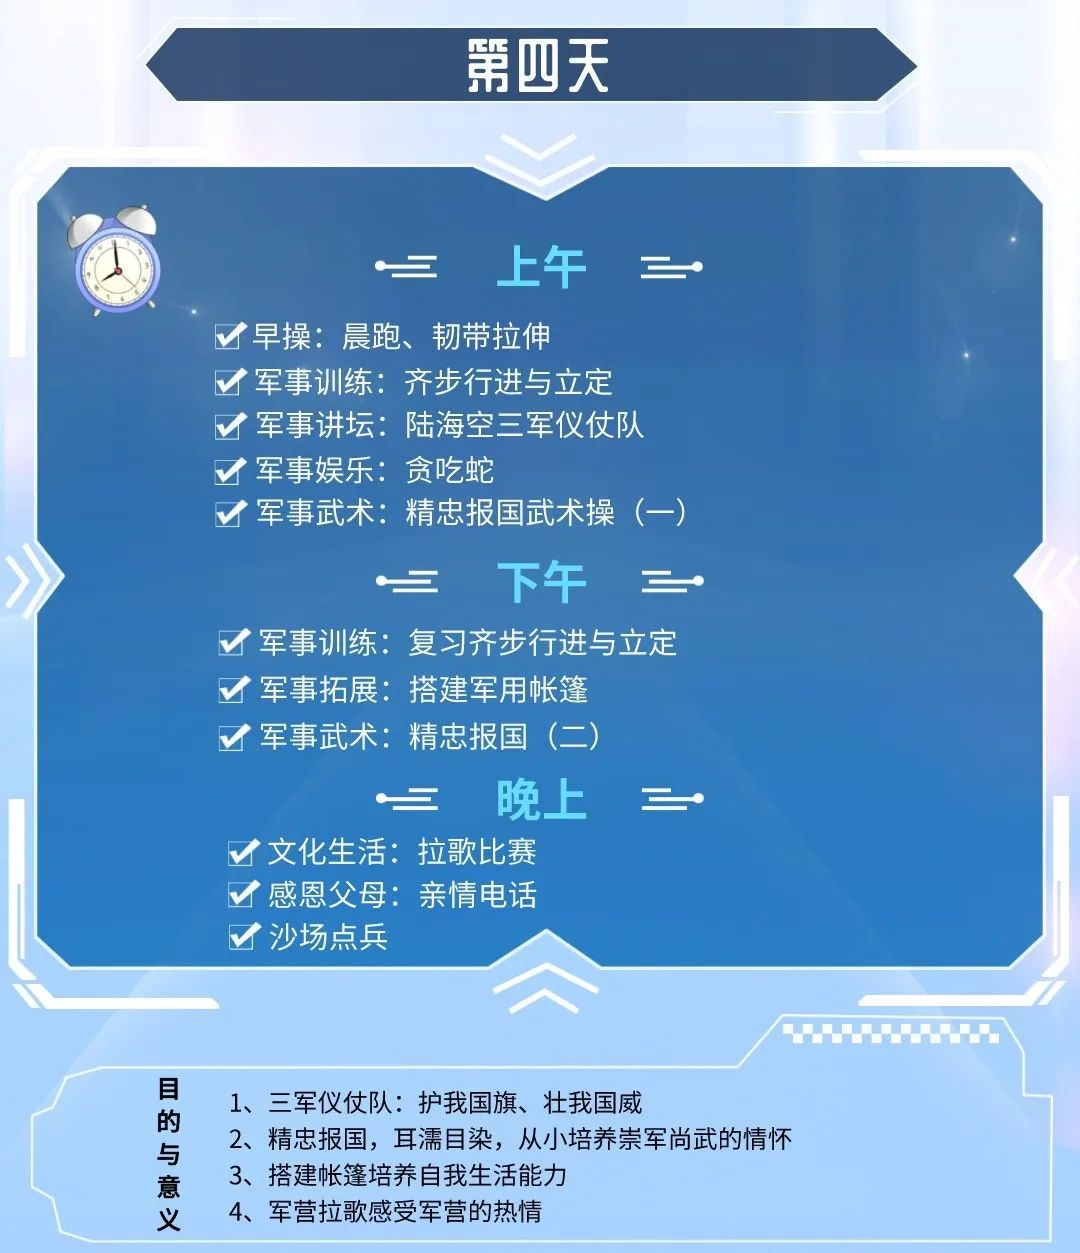 第四天
上午
早操：晨跑、韧带拉伸
军事训练：齐步行进与立定
军事讲坛：陆海空三军仪仗队
军事娱乐：贪吃蛇
军事武术：精忠报国武术操（一）
下午
军事训练：复习齐步行进与立定
军事拓展：搭建军用帐篷
军事武术：精忠报国（二）
晚上
文化生活：拉歌比赛
感恩父母：亲情电话
沙场点兵
目的与意义
1、三军仪仗队：护我国旗、壮我国威
2、精忠报国，耳濡目染，从小培养崇军尚武的情怀
3、搭建帐篷培养自我生活能力
4、军营拉歌感受军营的热情